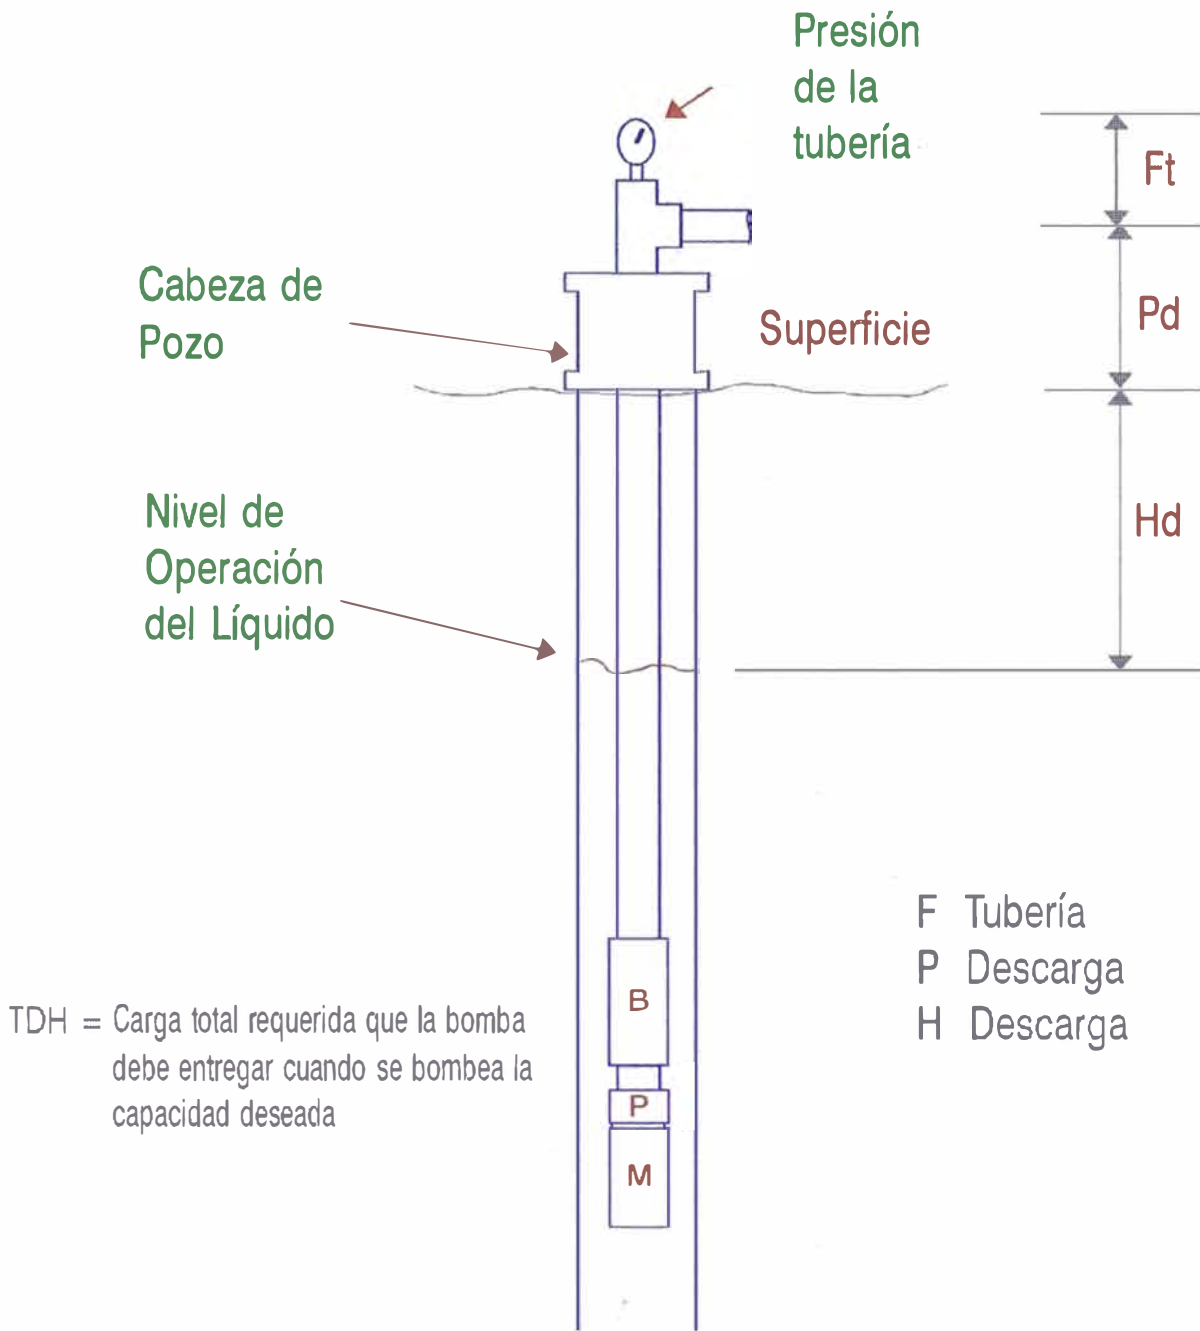 Presión
de la
tubería
Ft
Cabeza de
Pozo
Superficie
Pd
Nivel de
Operación
del Líquido
Hd
F Tubería
P Descarga
H Descarga
TDH = Carga total requerida que la bomba
debe entregar cuando se bombea la
capacidad deseada
B
P
M